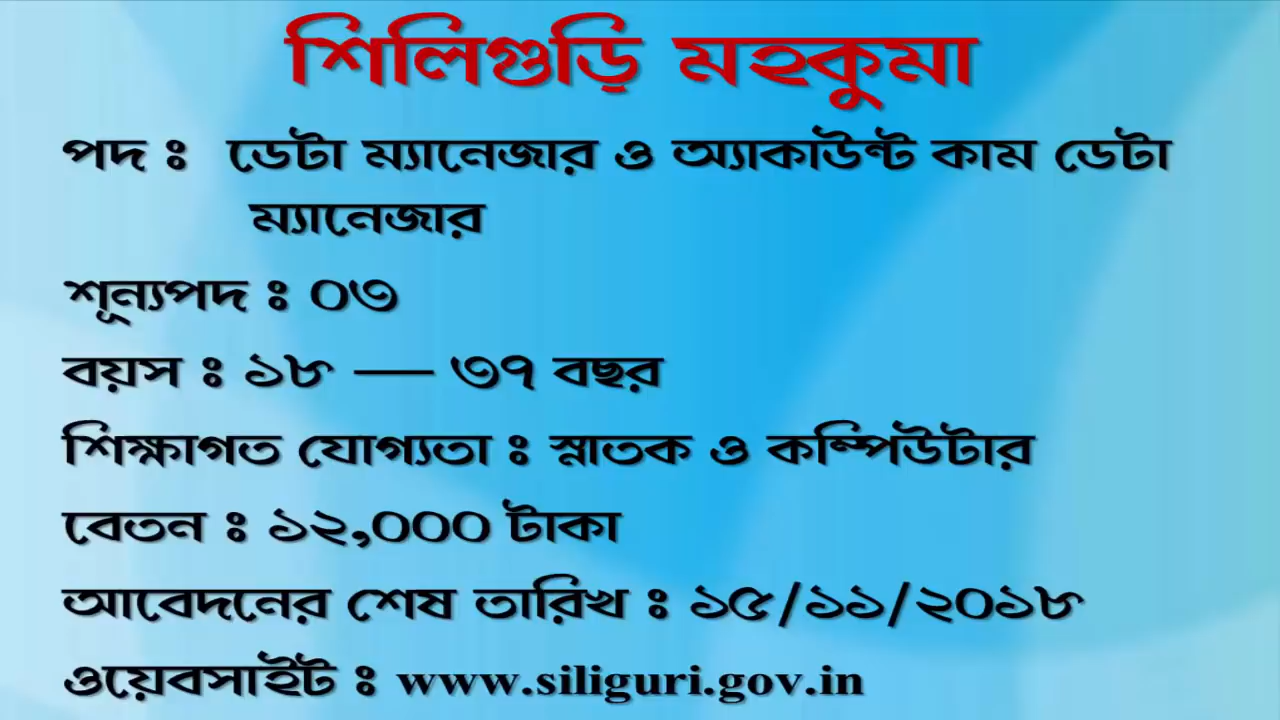 শিলিগুড়ি মহকুমা
পদ ঃ ডেটা ম্যানেজার ও অ্যাকাউন্ট কাম ডেটা
ম্যানেজার
শূন্যপদ ঃ ০৩
বয়স ঃ ১৮ — ৩৭ বছর
শিক্ষাগত যোগ্যতা ঃ স্নাতক ও কম্পিউটার
বেতন ঃ ১২,০০০ টাকা
আবেদনের শেষ তারিখ ঃ ১৫/১১/২০১৮
ওয়েবসাইট ঃ www.siliguri.gov.in